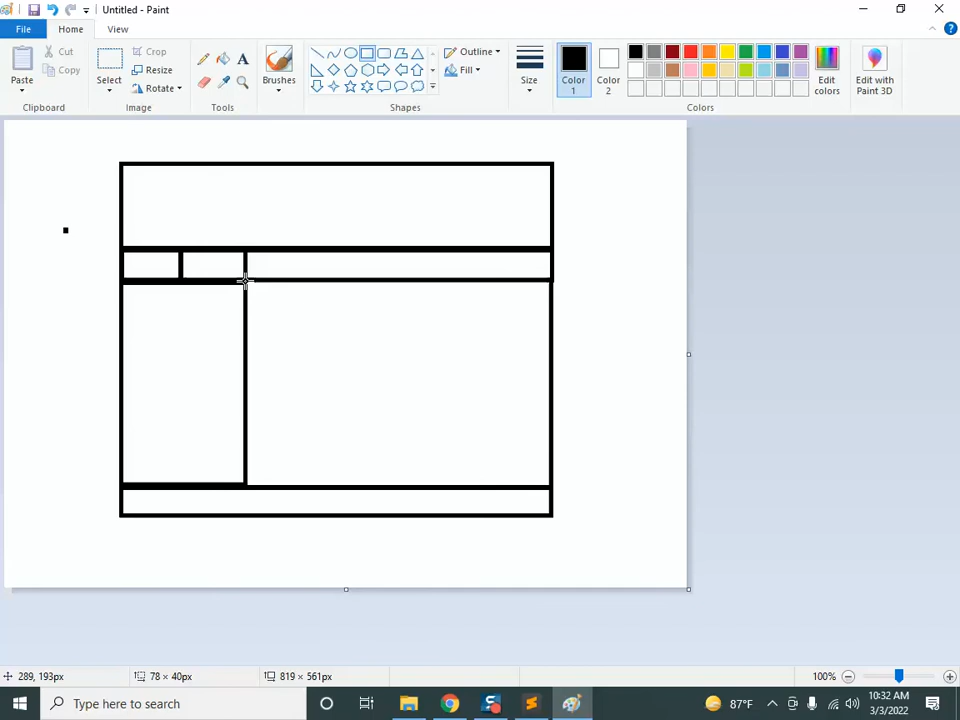 Untitled - Paint
File
Home
View
Paste
Cut
Copy
Clipboard
Select
Crop
Resize
Rotate
Image
A
Tools
Brushes
Outline
Fill
Shapes
Size
Color
1
Color
2
Edit
colors
Colors
Edit with
Paint 3D
289, 193px
78 × 40px
819 × 561px
100%
Type here to search
87°F
10:32 AM
3/3/2022